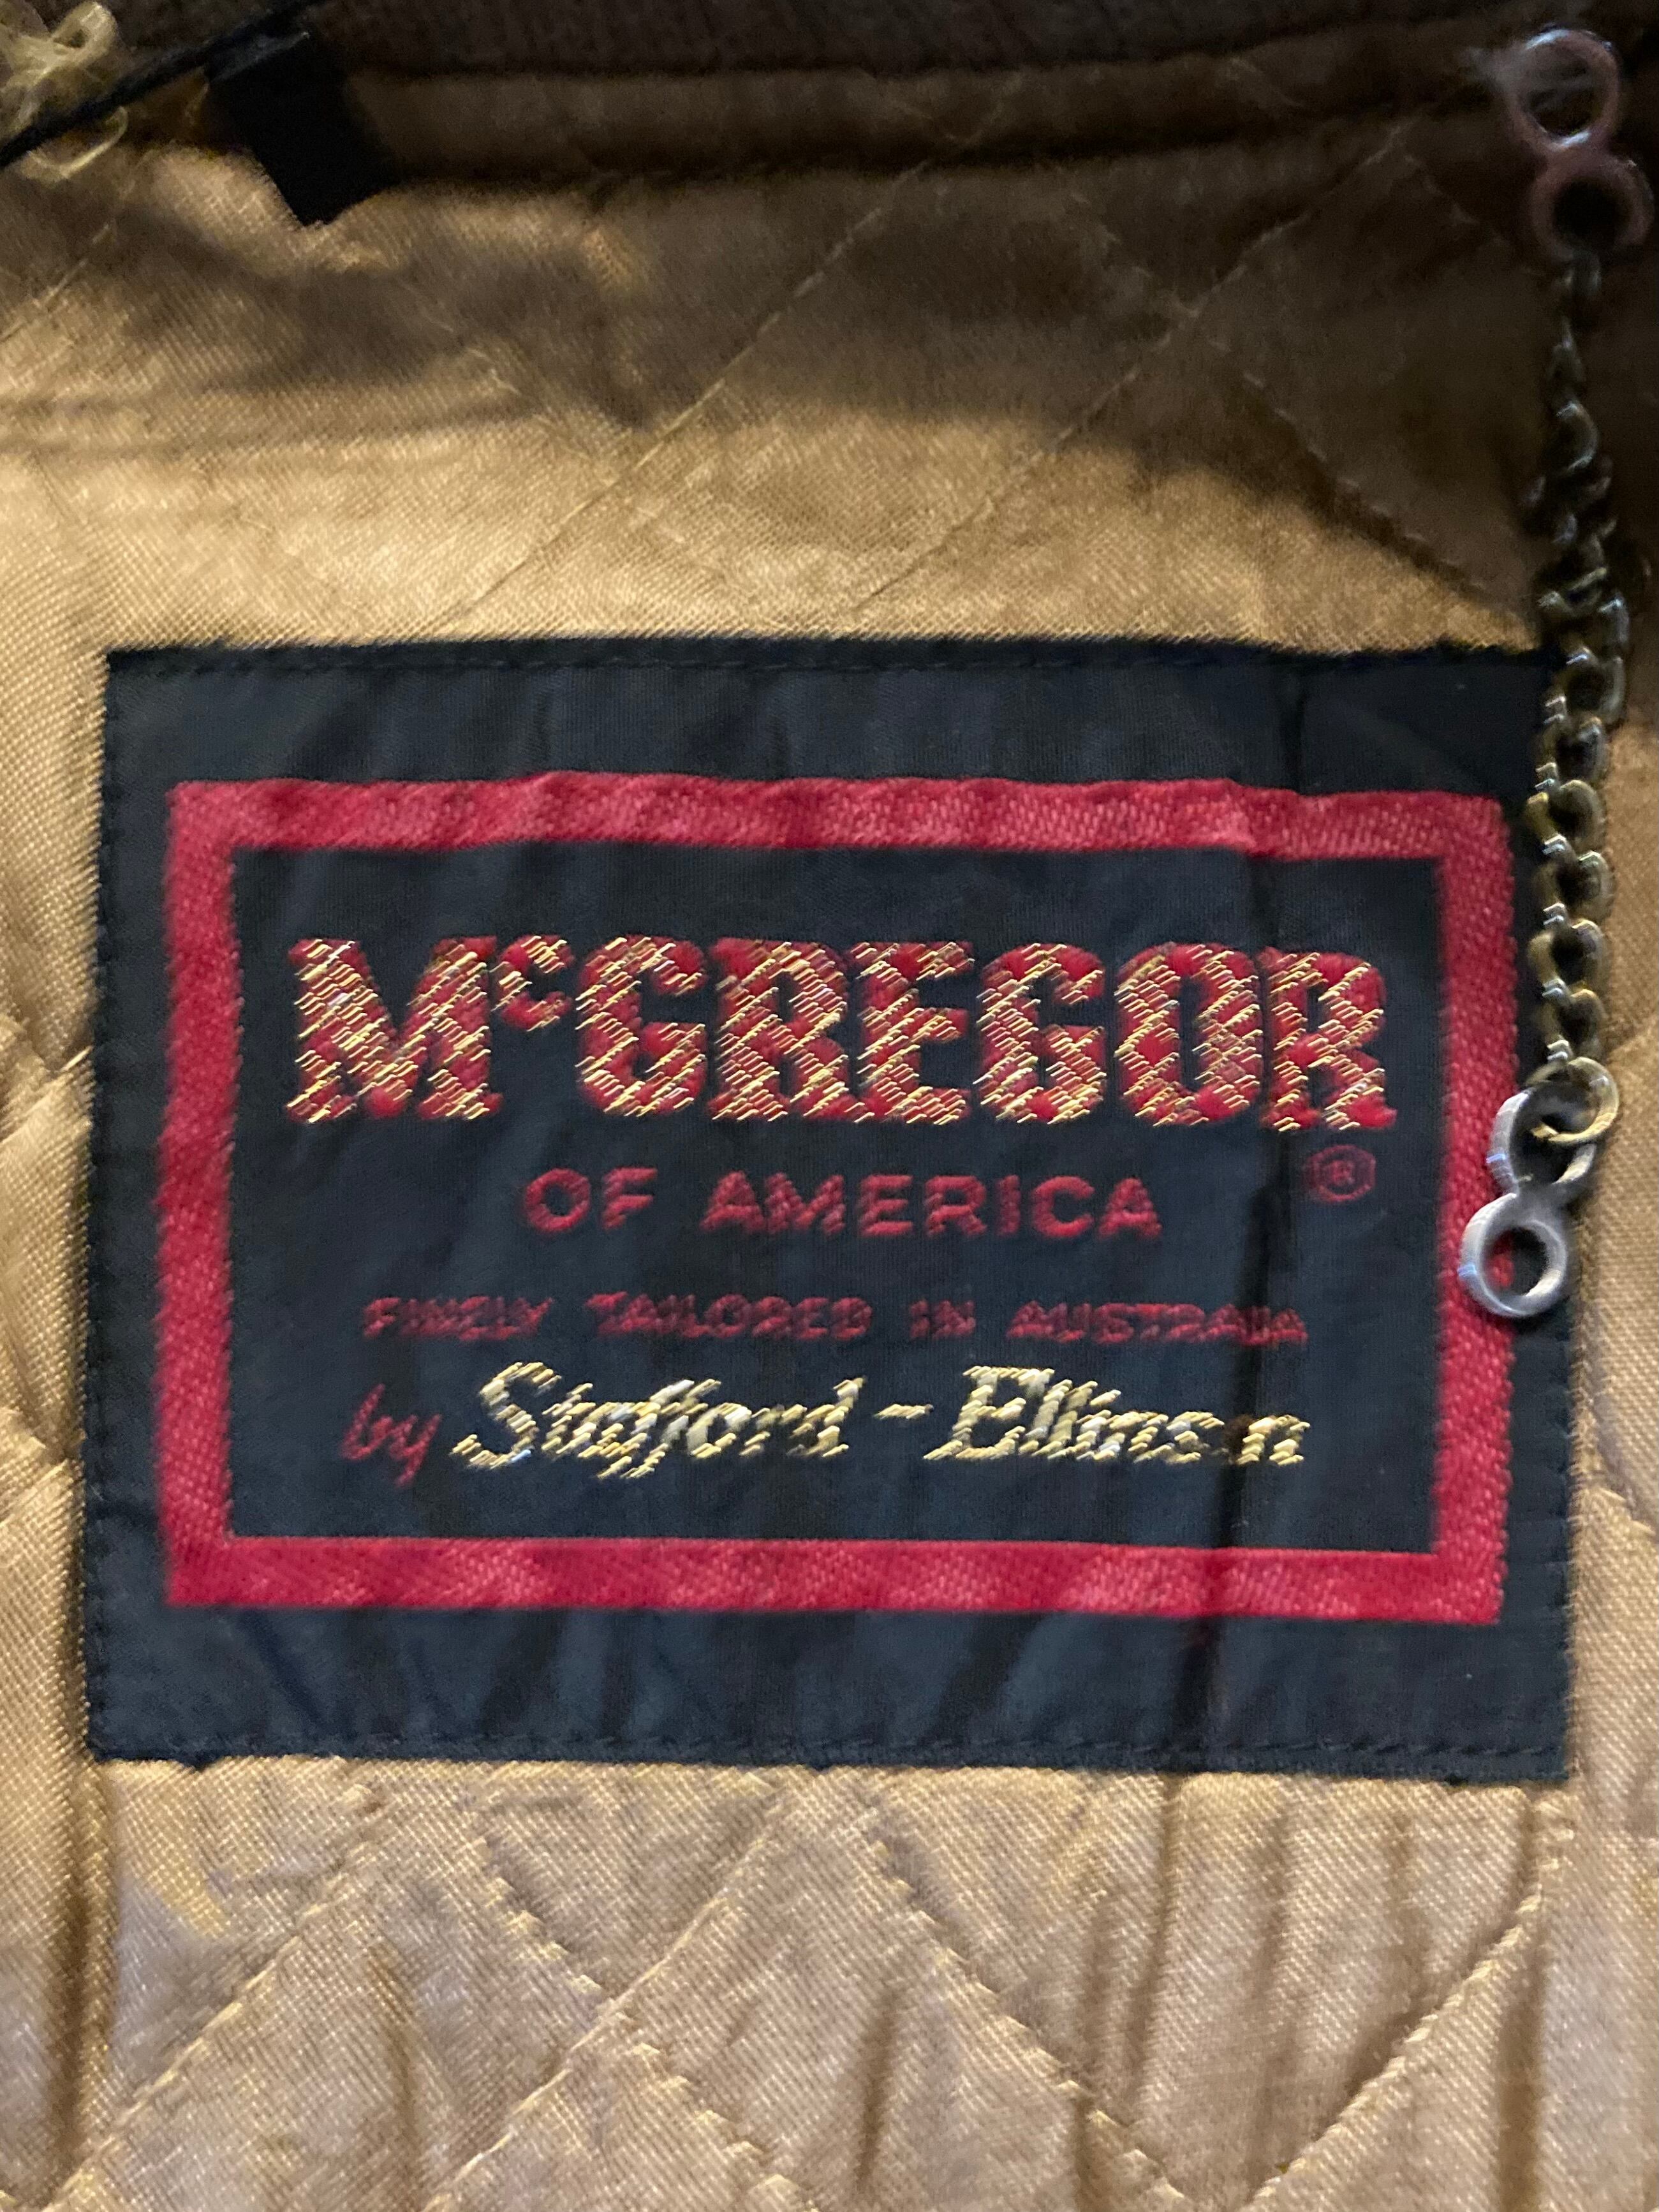 McGREGOR
OF AMERICA ®
FINELY TAILORED IN AUSTRALIA
by Stafford - Ellinson